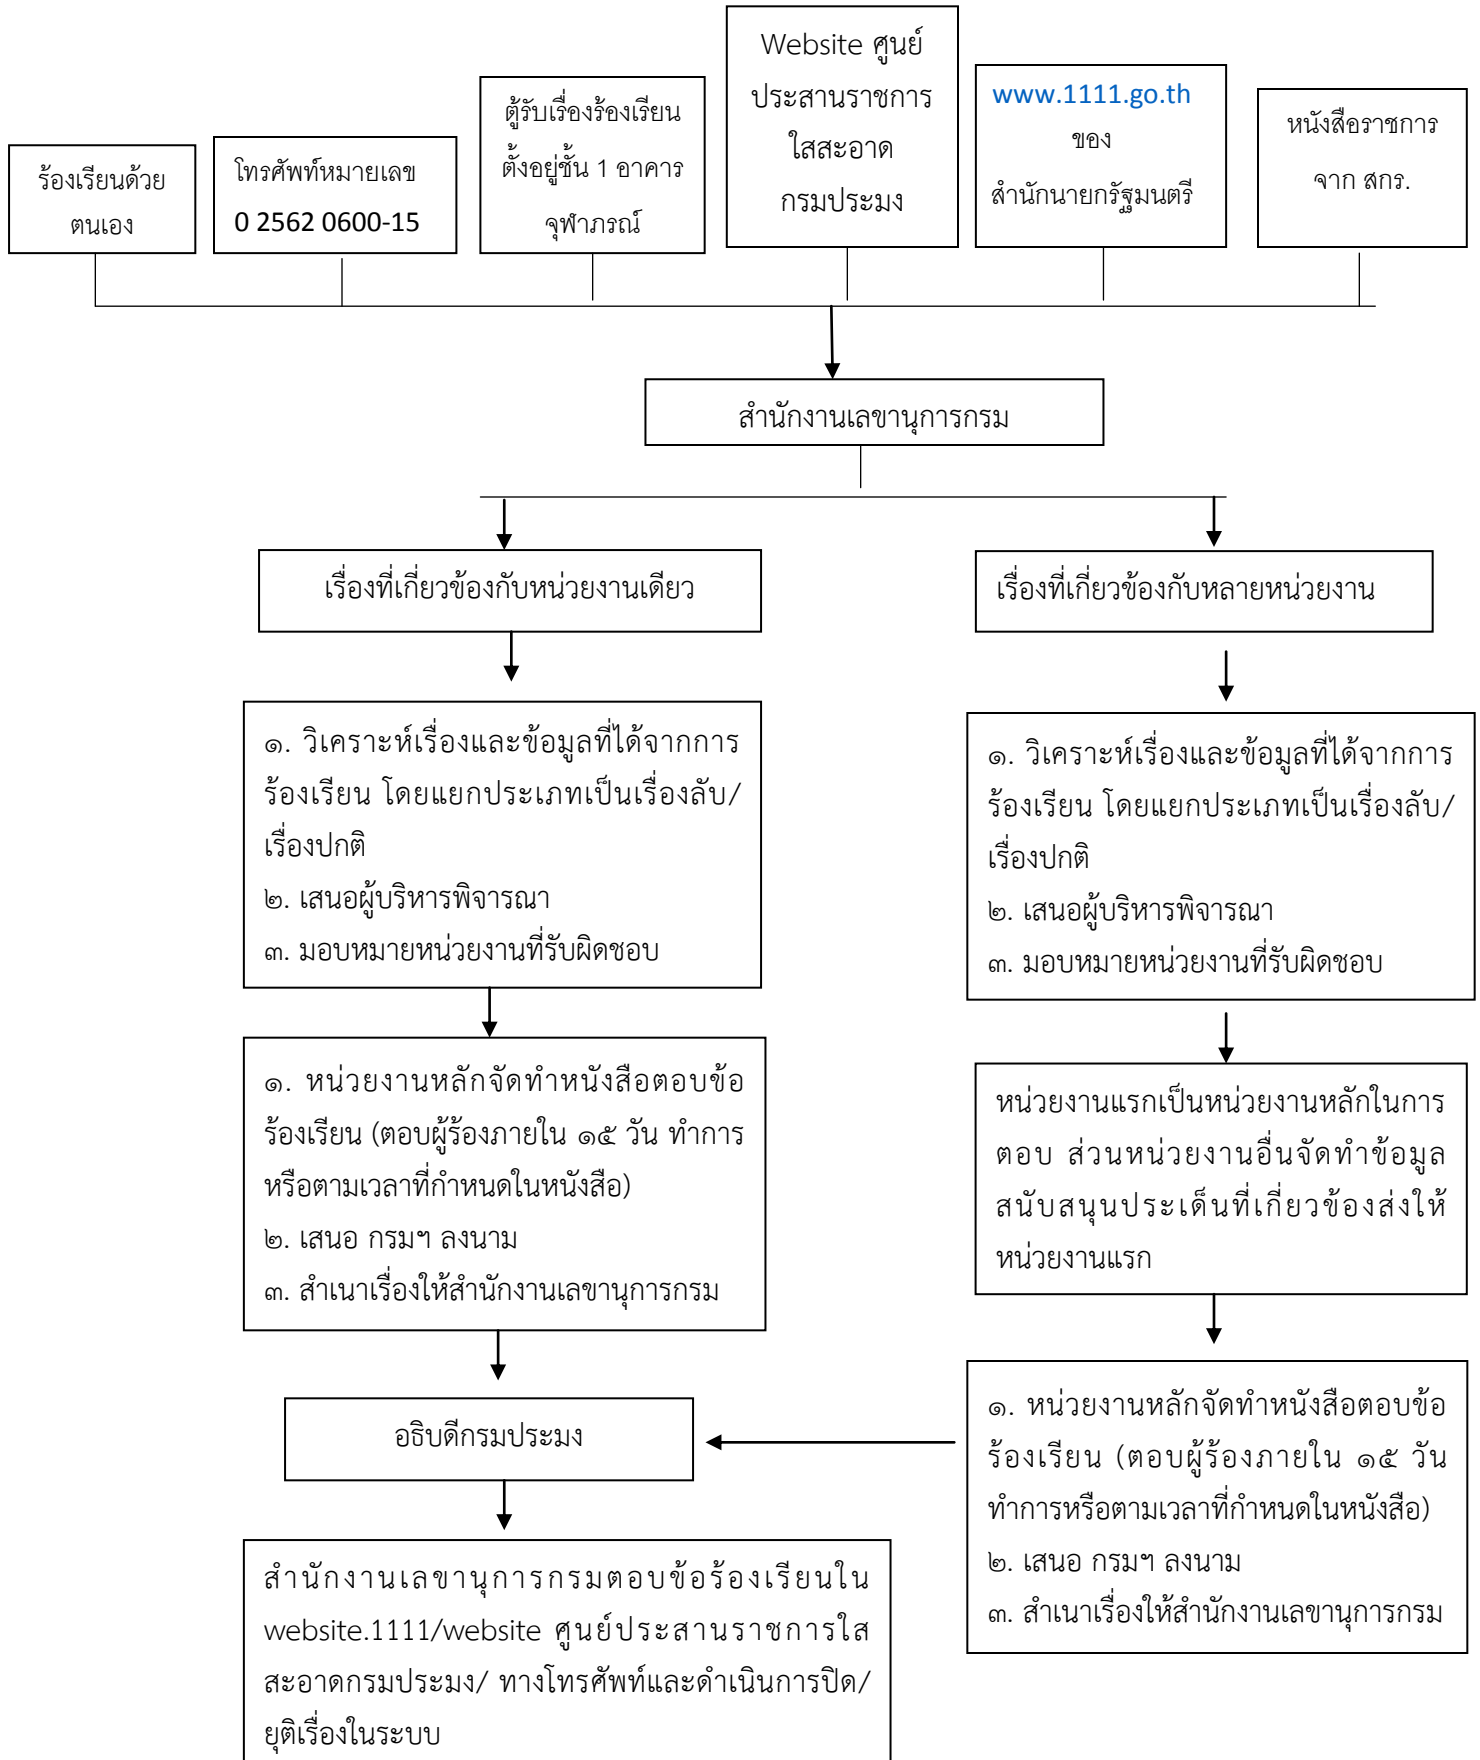 ร้องเรียนด้วย
ตนเอง
โทรศัพท์หมายเลข
0 2562 0600-15
ตู้รับเรื่องร้องเรียน
ตั้งอยู่ชั้น 1 อาคาร
จุฬาภรณ์
Website ศูนย์
ประสานราชการ
ใสสะอาด
กรมประมง
www.1111.go.th
ของ
สำนักนายกรัฐมนตรี
หนังสือราชการ
จาก สกร.
สำนักงานเลขานุการกรม
เรื่องที่เกี่ยวข้องกับหน่วยงานเดียว
เรื่องที่เกี่ยวข้องกับหลายหน่วยงาน
๑. วิเคราะห์เรื่องและข้อมูลที่ได้จากการ
ร้องเรียน โดยแยกประเภทเป็นเรื่องลับ/
เรื่องปกติ
๒. เสนอผู้บริหารพิจารณา
๓. มอบหมายหน่วยงานที่รับผิดชอบ
๑. วิเคราะห์เรื่องและข้อมูลที่ได้จากการ
ร้องเรียน โดยแยกประเภทเป็นเรื่องลับ/
เรื่องปกติ
๒. เสนอผู้บริหารพิจารณา
๓. มอบหมายหน่วยงานที่รับผิดชอบ
๑. หน่วยงานหลักจัดทำหนังสือตอบข้อ
ร้องเรียน (ตอบผู้ร้องภายใน ๑๕ วัน ทำการ
หรือตามเวลาที่กำหนดในหนังสือ)
๒. เสนอ กรมฯ ลงนาม
๓. สำเนาเรื่องให้สำนักงานเลขานุการกรม
หน่วยงานแรกเป็นหน่วยงานหลักในการ
ตอบ ส่วนหน่วยงานอื่นจัดทำข้อมูล
สนับสนุนประเด็นที่เกี่ยวข้องส่งให้
หน่วยงานแรก
อธิบดีกรมประมง
๑. หน่วยงานหลักจัดทำหนังสือตอบข้อ
ร้องเรียน (ตอบผู้ร้องภายใน ๑๕ วัน
ทำการหรือตามเวลาที่กำหนดในหนังสือ)
๒. เสนอ กรมฯ ลงนาม
๓. สำเนาเรื่องให้สำนักงานเลขานุการกรม
สำนักงานเลขานุการกรมตอบข้อร้องเรียนใน
website.1111/website ศูนย์ประสานราชการใส
สะอาดกรมประมง/ ทางโทรศัพท์และดำเนินการปิด/
ยุติเรื่องในระบบ